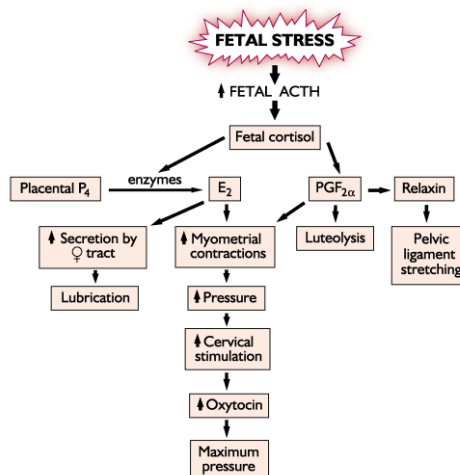 FETAL STRESS
FETAL ACTH
Fetal cortisol
enzymes
Placental P4
E2
PGF2α
Relaxin
Secretion by
♀ tract
Myometrial
contractions
Luteolysis
Pelvic
ligament
stretching
Lubrication
Pressure
Cervical
stimulation
Oxytocin
Maximum
pressure